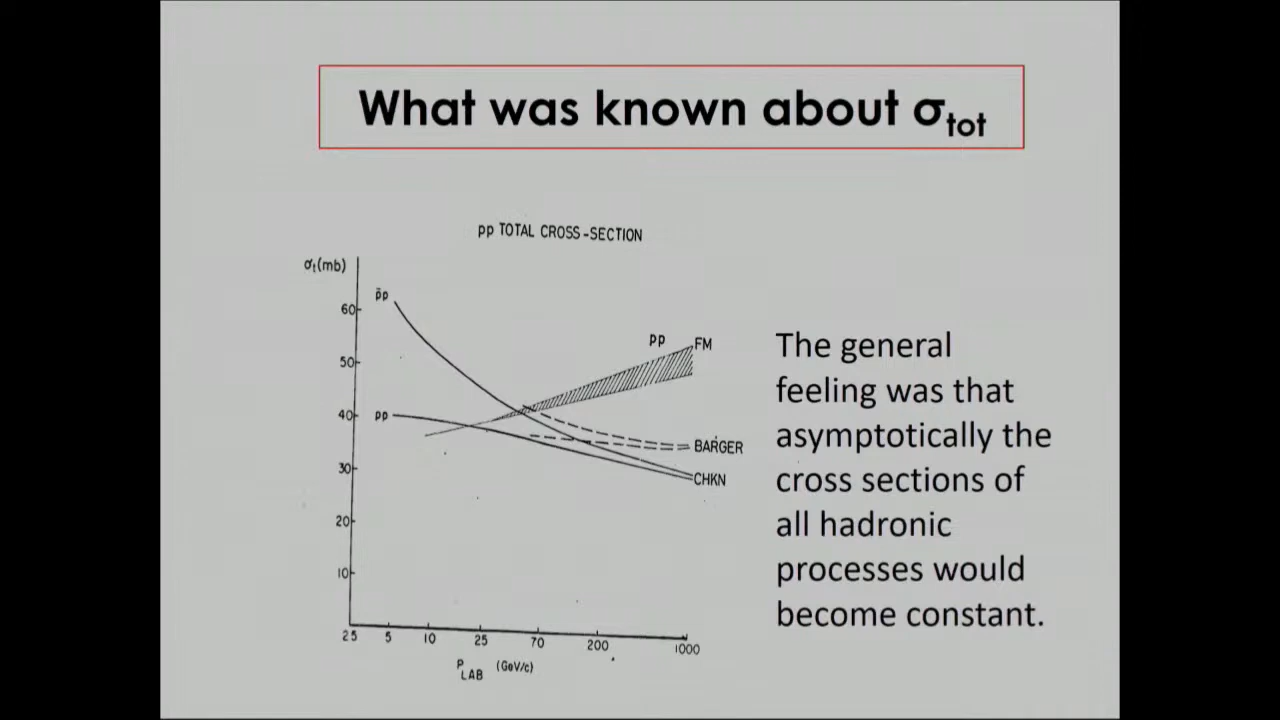 What was known about σtot
pp TOTAL CROSS-SECTION
σt(mb)
p̄p
60
pp
FM
50
40
pp
BARGER
30
CHKN
20
10
25 5 10 25 70 200 1000
PLAB (GeV/c)
The general
feeling was that
asymptotically the
cross sections of
all hadronic
processes would
become constant.